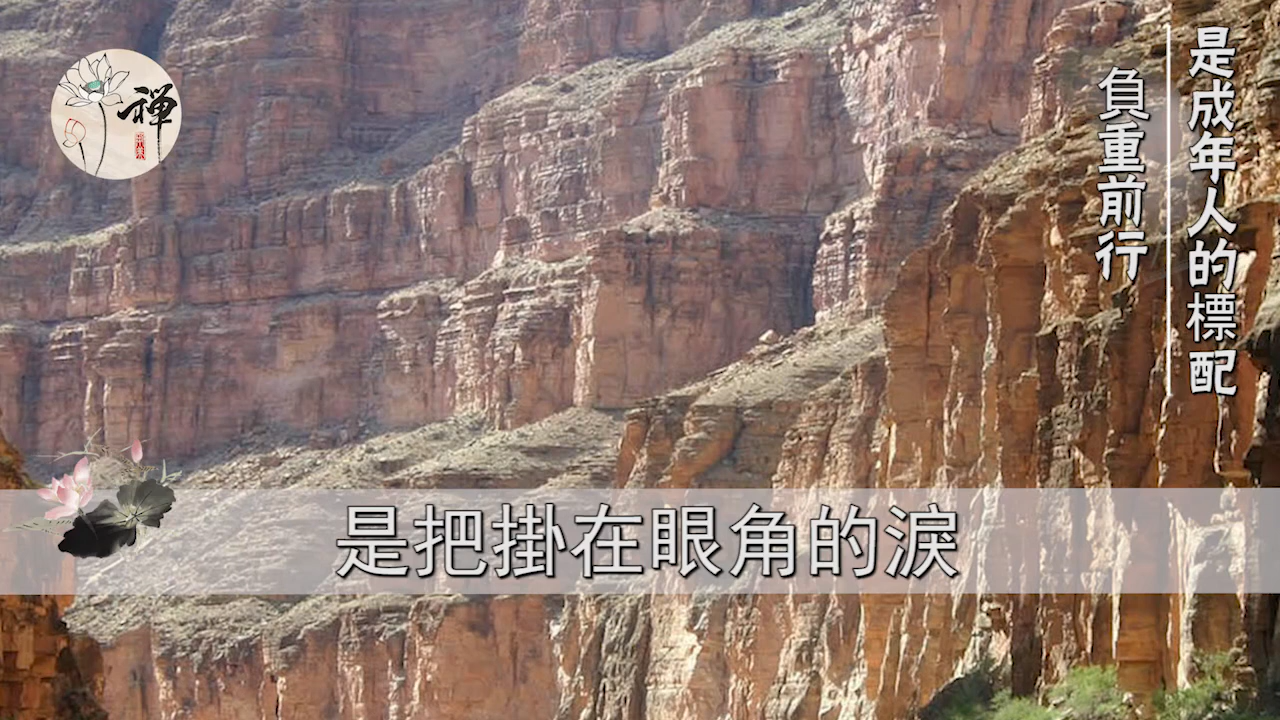 禅
是成年人的標配
負重前行
是把掛在眼角的淚